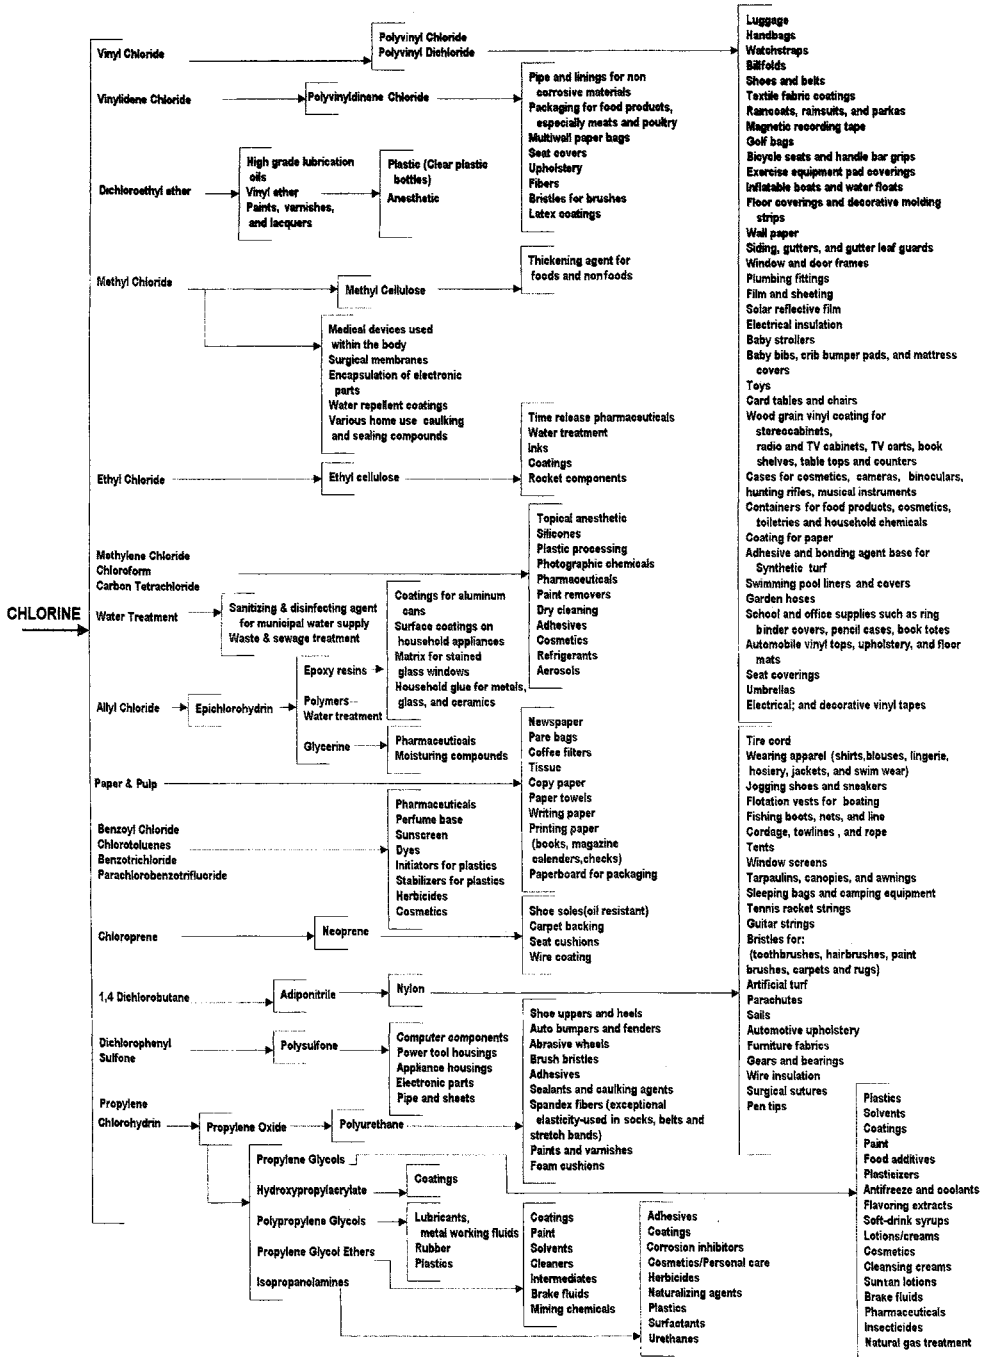 CHLORINE
Vinyl Chloride
Polyvinyl Chloride
Polyvinyl Dichloride
Luggage
Handbags
Watchstraps
Billfolds
Shoes and belts
Textile fabric coatings
Raincoats, rainsuits, and parkas
Magnetic recording tape
Golf bags
Bicycle seats and handle bar grips
Exercise equipment pad coverings
Inflatable boats and water floats
Floor coverings and decorative molding
strips
Wall paper
Siding, gutters, and gutter leaf guards
Window and door frames
Plumbing fittings
Film and sheeting
Solar reflective film
Electrical insulation
Baby strollers
Baby bibs, crib bumper pads, and mattress
covers
Toys
Card tables and chairs
Wood grain vinyl coating for
stereocabinets,
radio and TV cabinets, TV carts, book
shelves, table tops and counters
Cases for cosmetics, cameras, binoculars,
hunting rifles, musical instruments
Containers for food products, cosmetics,
toiletries and household chemicals
Coating for paper
Adhesive and bonding agent base for
Synthetic turf
Swimming pool liners and covers
Garden hoses
School and office supplies such as ring
binder covers, pencil cases, book totes
Automobile vinyl tops, upholstery, and floor
mats
Seat coverings
Umbrellas
Electrical; and decorative vinyl tapes
Vinylidene Chloride
Polyvinyldinene Chloride
Pipe and linings for non
corrosive materials
Packaging for food products,
especially meats and poultry
Multiwall paper bags
Seat covers
Upholstery
Fibers
Bristles for brushes
Latex coatings
Dichloroethyl ether
High grade lubrication
oils
Vinyl ether
Paints, varnishes,
and lacquers
Plastic (Clear plastic
bottles)
Anesthetic
Methyl Chloride
Methyl Cellulose
Thickening agent for
foods and nonfoods
Medical devices used
within the body
Surgical membranes
Encapsulation of electronic
parts
Water repellent coatings
Various home use caulking
and sealing compounds
Ethyl Chloride
Ethyl cellulose
Time release pharmaceuticals
Water treatment
Inks
Coatings
Rocket components
Methylene Chloride
Chloroform
Carbon Tetrachloride
Topical anesthetic
Silicones
Plastic processing
Photographic chemicals
Pharmaceuticals
Paint removers
Dry cleaning
Adhesives
Cosmetics
Refrigerants
Aerosols
Water Treatment
Sanitizing & disinfecting agent
for municipal water supply
Waste & sewage treatment
Allyl Chloride
Epichlorohydrin
Epoxy resins
Polymers--
Water treatment
Glycerine
Coatings for aluminum
cans
Surface coatings on
household appliances
Matrix for stained
glass windows
Household glue for metals,
glass, and ceramics
Pharmaceuticals
Moisturing compounds
Paper & Pulp
Newspaper
Pare bags
Coffee filters
Tissue
Copy paper
Paper towels
Writing paper
Printing paper
(books, magazine
calenders,checks)
Paperboard for packaging
Benzoyl Chloride
Chlorotoluenes
Benzotrichloride
Parachlorobenzotrifluoride
Pharmaceuticals
Perfume base
Sunscreen
Dyes
Initiators for plastics
Stabilizers for plastics
Herbicides
Cosmetics
Chloroprene
Neoprene
Shoe soles(oil resistant)
Carpet backing
Seat cushions
Wire coating
1,4 Dichlorobutane
Adiponitrile
Nylon
Tire cord
Wearing apparel (shirts,blouses, lingerie,
hosiery, jackets, and swim wear)
Jogging shoes and sneakers
Flotation vests for boating
Fishing boots, nets, and line
Cordage, towlines , and rope
Tents
Window screens
Tarpaulins, canopies, and awnings
Sleeping bags and camping equipment
Tennis racket strings
Guitar strings
Bristles for:
(toothbrushes, hairbrushes, paint
brushes, carpets and rugs)
Artificial turf
Parachutes
Sails
Automotive upholstery
Furniture fabrics
Gears and bearings
Wire insulation
Surgical sutures
Pen tips
Dichlorophenyl
Sulfone
Polysulfone
Computer components
Power tool housings
Appliance housings
Electronic parts
Pipe and sheets
Propylene
Chlorohydrin
Propylene Oxide
Polyurethane
Shoe uppers and heels
Auto bumpers and fenders
Abrasive wheels
Brush bristles
Adhesives
Sealants and caulking agents
Spandex fibers (exceptional
elasticity-used in socks, belts and
stretch bands)
Paints and varnishes
Foam cushions
Propylene Glycols
Plastics
Solvents
Coatings
Paint
Food additives
Plasticizers
Antifreeze and coolants
Flavoring extracts
Soft-drink syrups
Lotions/creams
Cosmetics
Cleansing creams
Suntan lotions
Brake fluids
Pharmaceuticals
Insecticides
Natural gas treatment
Hydroxypropylacrylate
Coatings
Polypropylene Glycols
Lubricants,
metal working fluids
Rubber
Plastics
Propylene Glycol Ethers
Coatings
Paint
Solvents
Cleaners
Intermediates
Brake fluids
Mining chemicals
Isopropanolamines
Adhesives
Coatings
Corrosion inhibitors
Cosmetics/Personal care
Herbicides
Naturalizing agents
Plastics
Surfactants
Urethanes